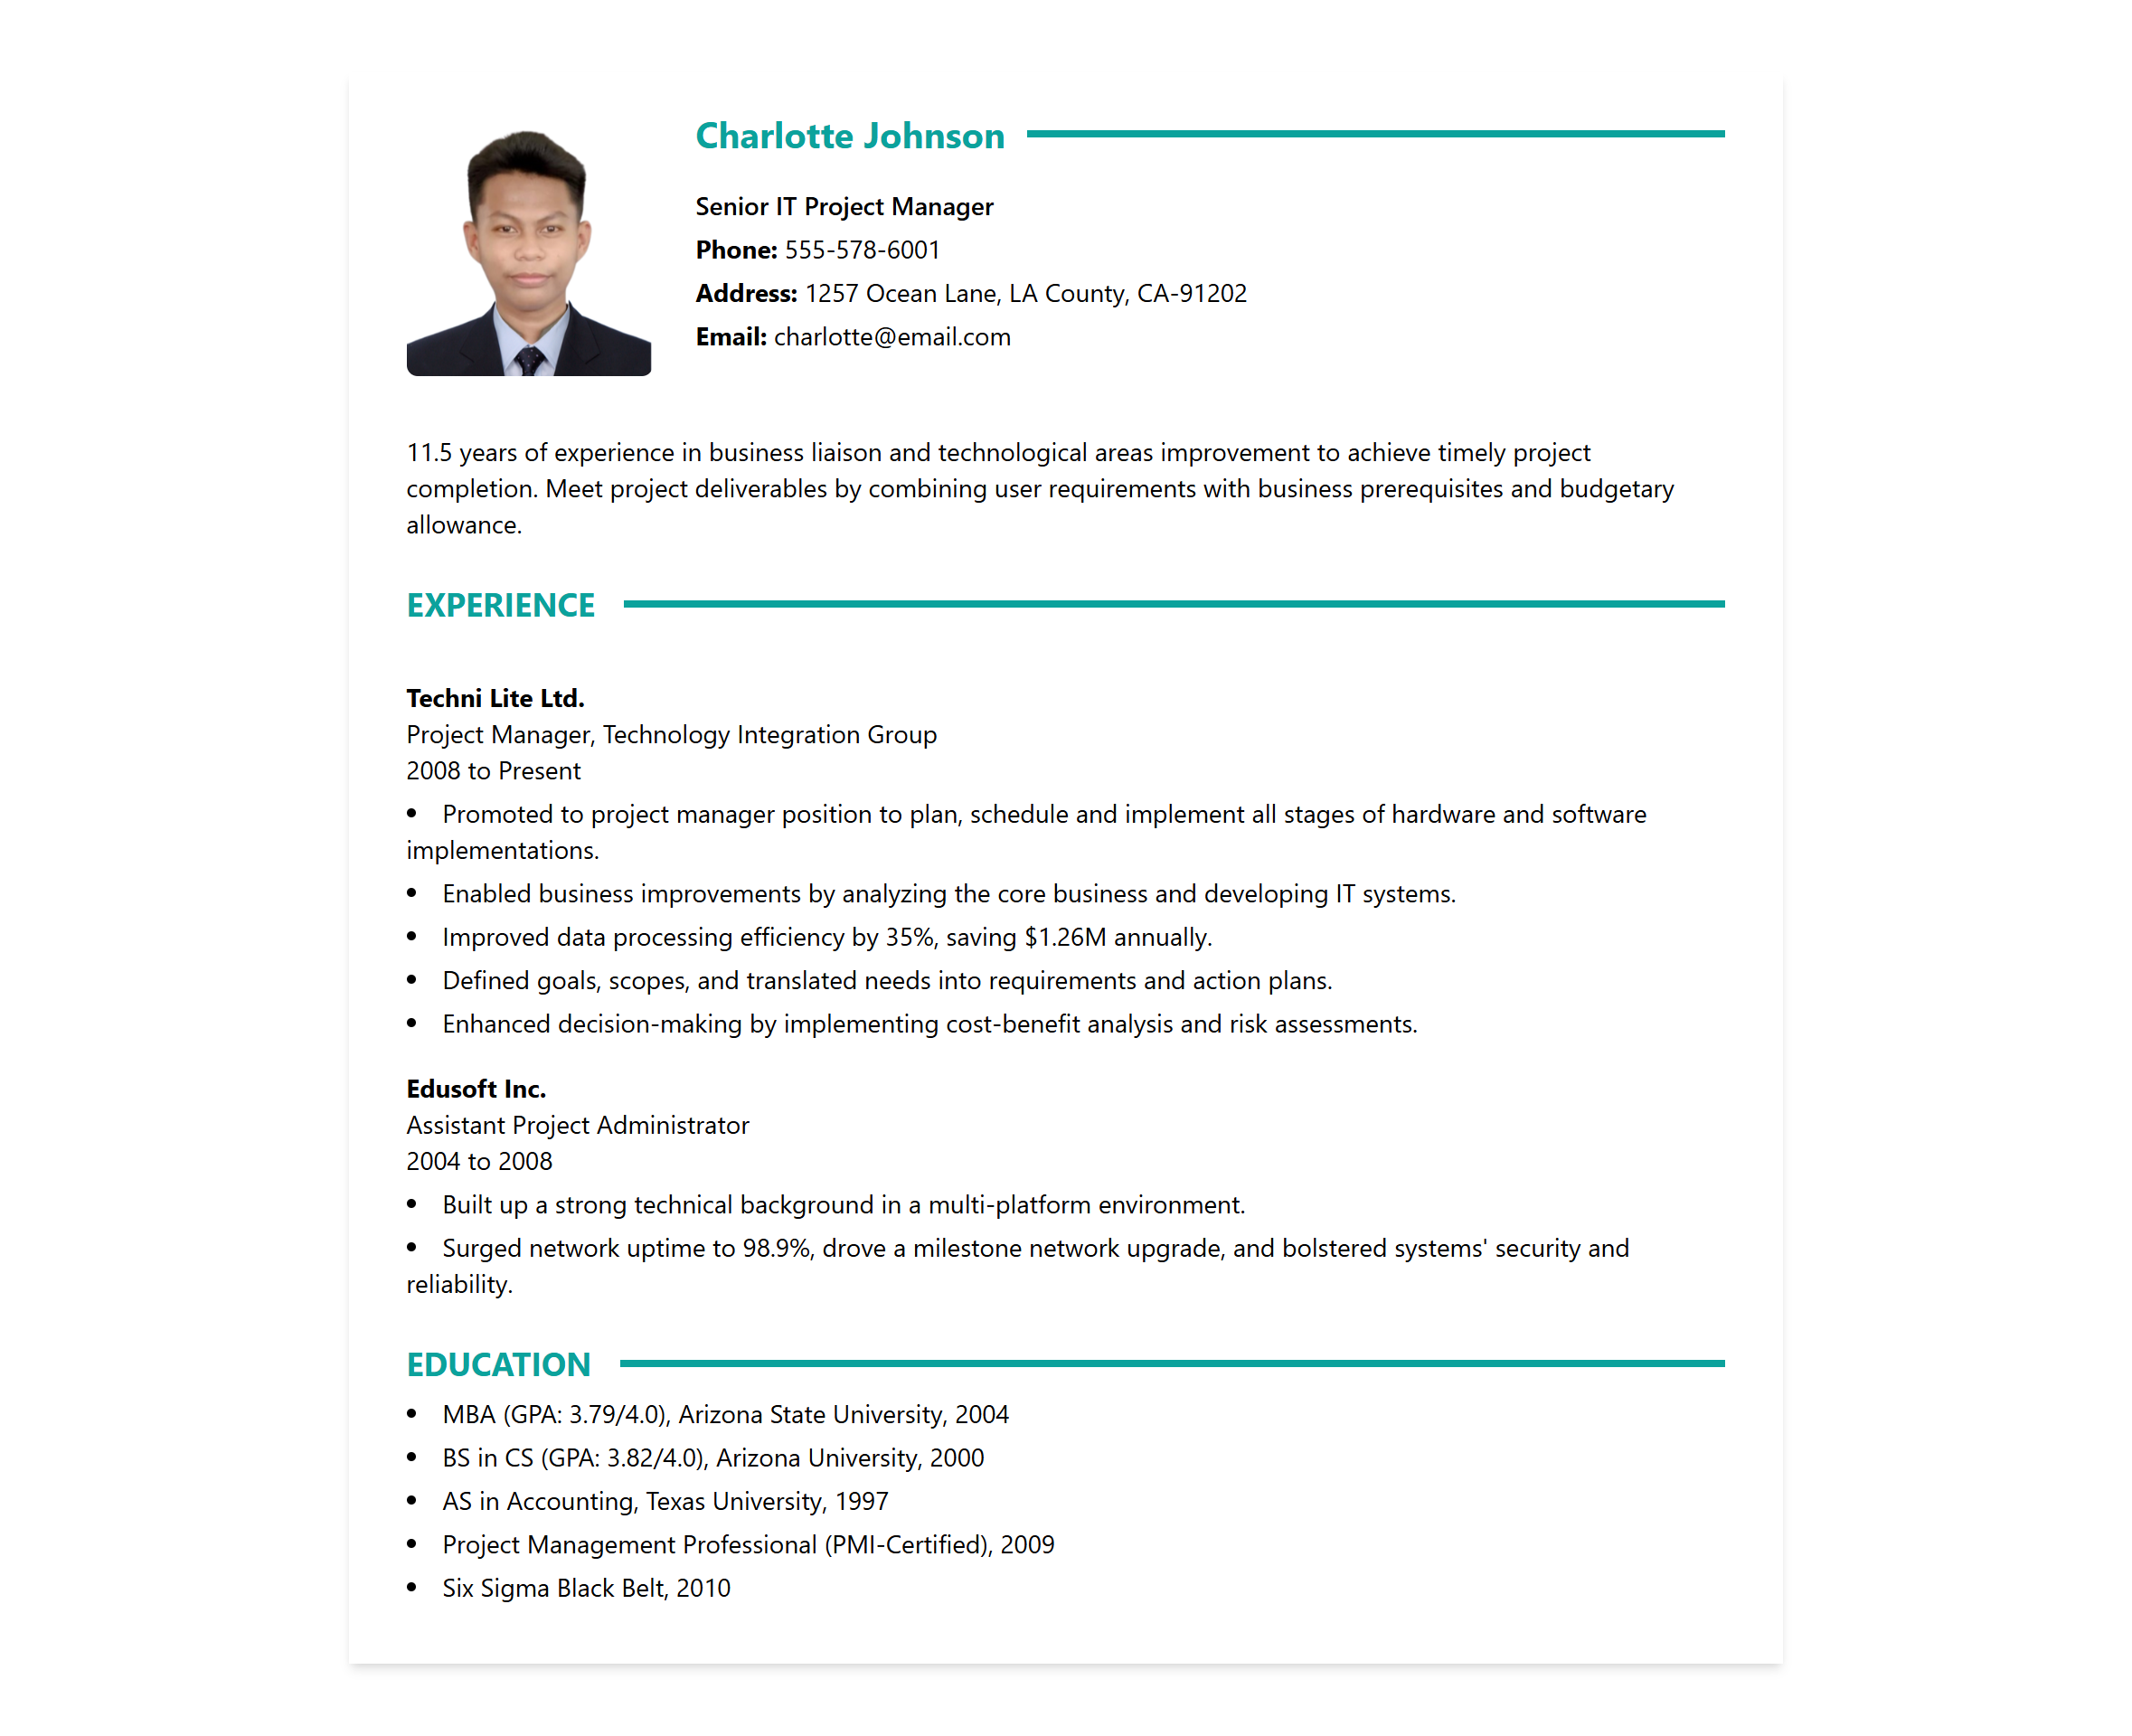 Charlotte Johnson
Senior IT Project Manager
Phone: 555-578-6001
Address: 1257 Ocean Lane, LA County, CA-91202
Email: charlotte@email.com
11.5 years of experience in business liaison and technological areas improvement to achieve timely project
completion. Meet project deliverables by combining user requirements with business prerequisites and budgetary
allowance.
EXPERIENCE
Techni Lite Ltd.
Project Manager, Technology Integration Group
2008 to Present
• Promoted to project manager position to plan, schedule and implement all stages of hardware and software
implementations.
• Enabled business improvements by analyzing the core business and developing IT systems.
• Improved data processing efficiency by 35%, saving $1.26M annually.
• Defined goals, scopes, and translated needs into requirements and action plans.
• Enhanced decision-making by implementing cost-benefit analysis and risk assessments.
Edusoft Inc.
Assistant Project Administrator
2004 to 2008
• Built up a strong technical background in a multi-platform environment.
• Surged network uptime to 98.9%, drove a milestone network upgrade, and bolstered systems' security and
reliability.
EDUCATION
• MBA (GPA: 3.79/4.0), Arizona State University, 2004
• BS in CS (GPA: 3.82/4.0), Arizona University, 2000
• AS in Accounting, Texas University, 1997
• Project Management Professional (PMI-Certified), 2009
• Six Sigma Black Belt, 2010